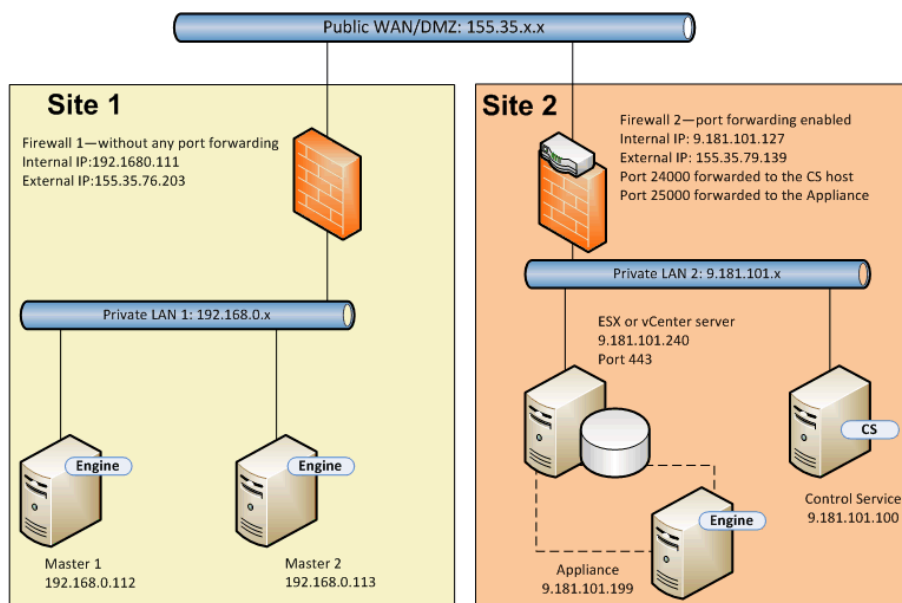 Public WAN/DMZ: 155.35.x.x
Site 1
Firewall 1—without any port forwarding
Internal IP:192.1680.111
External IP:155.35.76.203
Private LAN 1: 192.168.0.x
Engine
Engine
Master 1
192.168.0.112
Master 2
192.168.0.113
Site 2
Firewall 2—port forwarding enabled
Internal IP: 9.181.101.127
External IP: 155.35.79.139
Port 24000 forwarded to the CS host
Port 25000 forwarded to the Appliance
Private LAN 2: 9.181.101.x
ESX or vCenter server
9.181.101.240
Port 443
CS
Control Service
9.181.101.100
Engine
Appliance
9.181.101.199